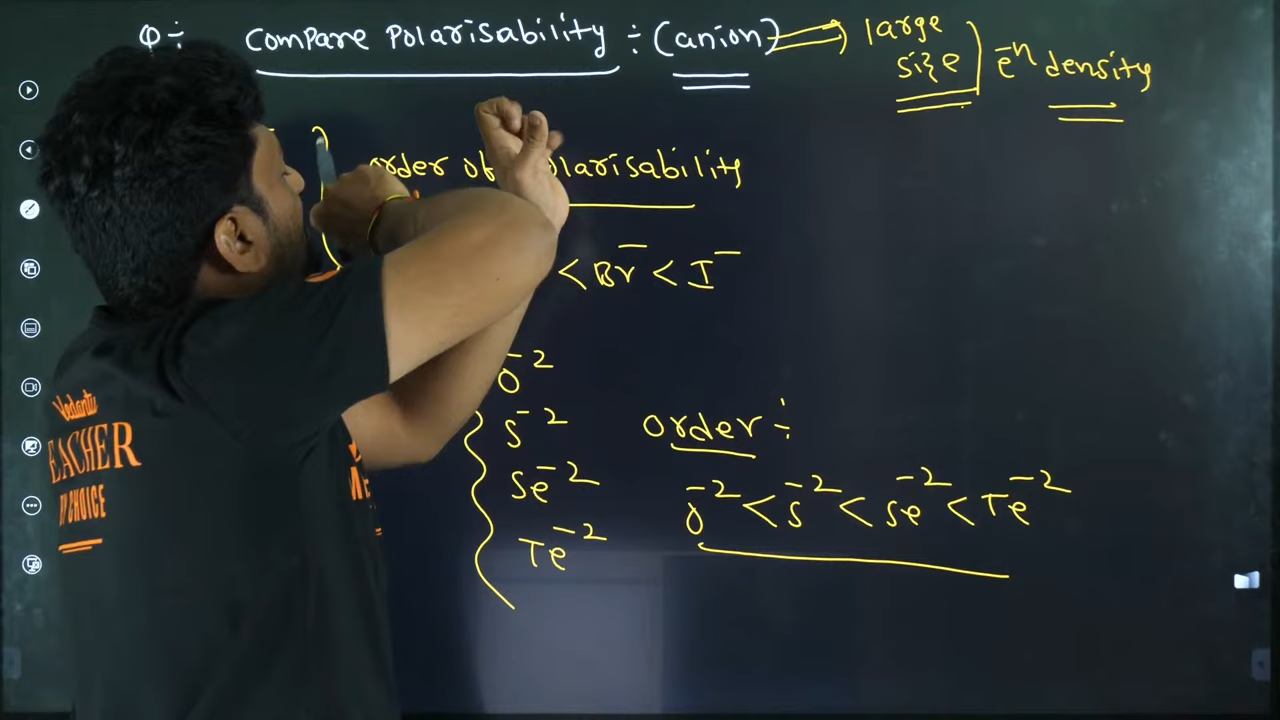 Q÷ Compare Polarisability ÷ (anion) ⇒ large size } e⁻ⁿ density
order of Polarisability
< Br⁻ < I⁻
O⁻²
S⁻²
Se⁻²
Te⁻²
order ÷
O⁻² < S⁻² < Se⁻² < Te⁻²
Vedantu
TEACHER
BY CHOICE